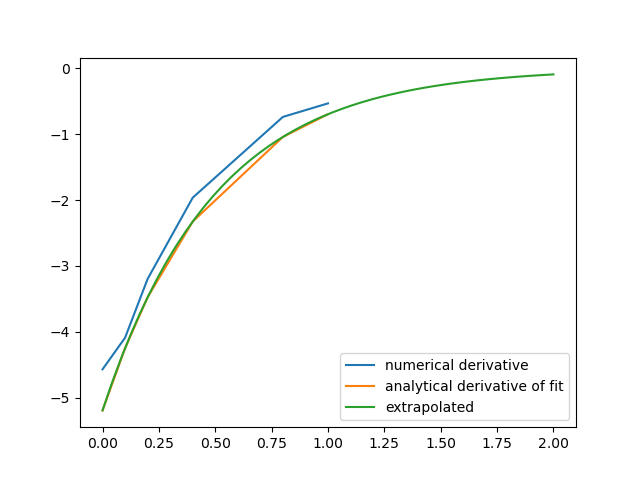 0
−1
−2
−3
−4
−5
0.00 0.25 0.50 0.75 1.00 1.25 1.50 1.75 2.00
numerical derivative
analytical derivative of fit
extrapolated